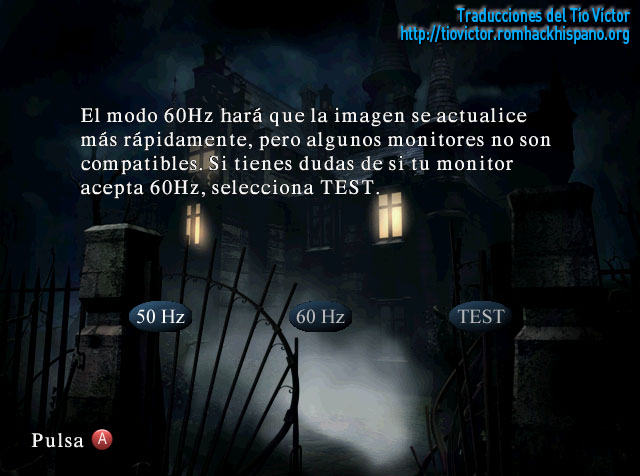 Traducciones del Tio Victor
http://tiovictor.romhackhispano.org
El modo 60Hz hará que la imagen se actualice
más rápidamente, pero algunos monitores no son
compatibles. Si tienes dudas de si tu monitor
acepta 60Hz, selecciona TEST.
50 Hz
60 Hz
TEST
Pulsa A